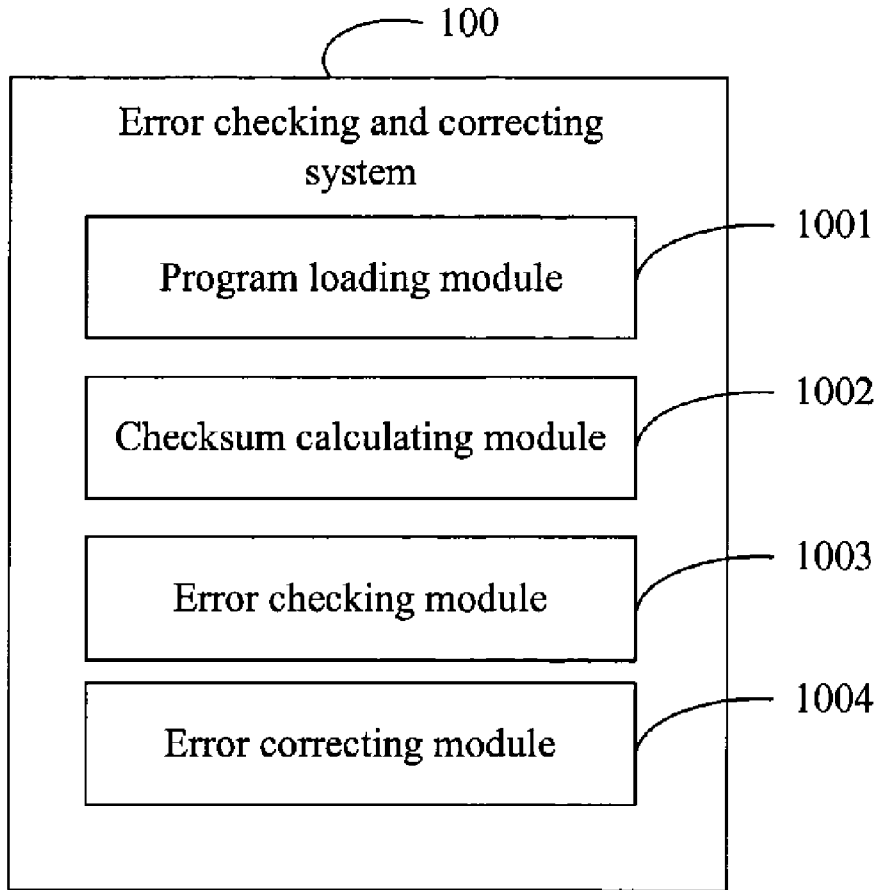 100
Error checking and correcting
system
Program loading module
1001
Checksum calculating module
1002
Error checking module
1003
Error correcting module
1004